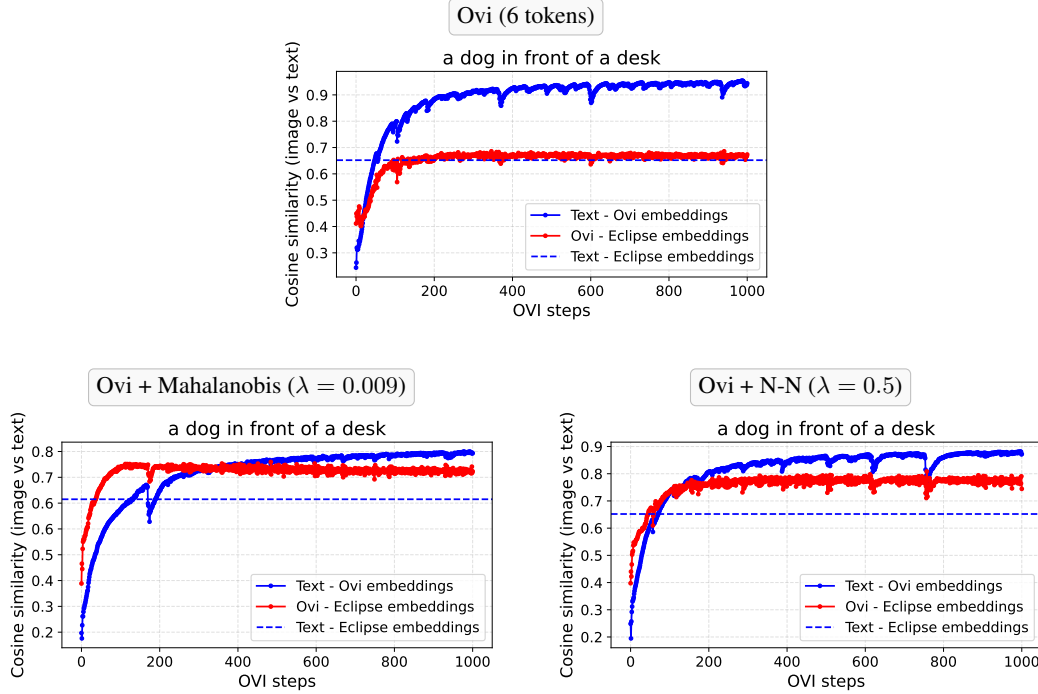 Ovi (6 tokens)
a dog in front of a desk
Cosine similarity (image vs text)
0.9
0.8
0.7
0.6
0.5
0.4
0.3
Text - Ovi embeddings
Ovi - Eclipse embeddings
Text - Eclipse embeddings
0 200 400 600 800 1000
OVI steps
Ovi + Mahalanobis (λ = 0.009)
a dog in front of a desk
Cosine similarity (image vs text)
0.8
0.7
0.6
0.5
0.4
0.3
0.2
Text - Ovi embeddings
Ovi - Eclipse embeddings
Text - Eclipse embeddings
0 200 400 600 800 1000
OVI steps
Ovi + N-N (λ = 0.5)
a dog in front of a desk
Cosine similarity (image vs text)
0.9
0.8
0.7
0.6
0.5
0.4
0.3
0.2
Text - Ovi embeddings
Ovi - Eclipse embeddings
Text - Eclipse embeddings
0 200 400 600 800 1000
OVI steps